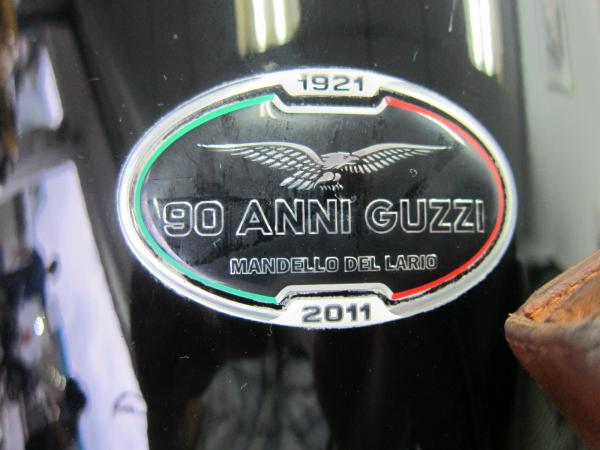 1921
90 ANNI GUZZI
MANDELLO DEL LARIO
2011